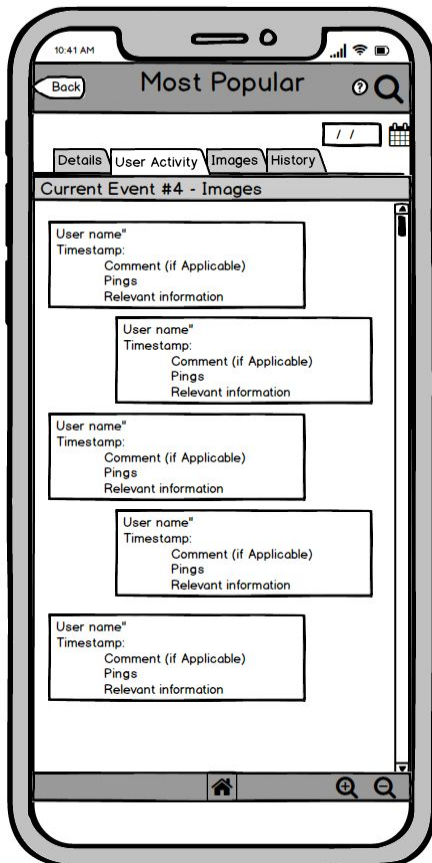 10:41 AM
Back
Most Popular
?
/ /
Details User Activity Images History
Current Event #4 - Images
User name"
Timestamp:
Comment (if Applicable)
Pings
Relevant information
User name"
Timestamp:
Comment (if Applicable)
Pings
Relevant information
User name"
Timestamp:
Comment (if Applicable)
Pings
Relevant information
User name"
Timestamp:
Comment (if Applicable)
Pings
Relevant information
User name"
Timestamp:
Comment (if Applicable)
Pings
Relevant information